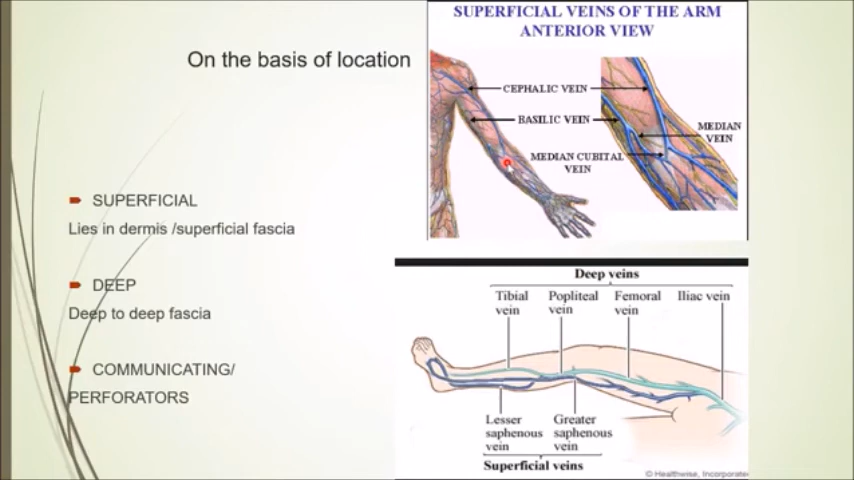 On the basis of location
SUPERFICIAL
Lies in dermis /superficial fascia
DEEP
Deep to deep fascia
COMMUNICATING/
PERFORATORS
SUPERFICIAL VEINS OF THE ARM
ANTERIOR VIEW
CEPHALIC VEIN
BASILIC VEIN
MEDIAN
VEIN
MEDIAN CUBITAL
VEIN
Deep veins
Tibial
vein
Popliteal
vein
Femoral
vein
Iliac vein
Lesser
saphenous
vein
Greater
saphenous
vein
Superficial veins
© Healthwise, Incorporate